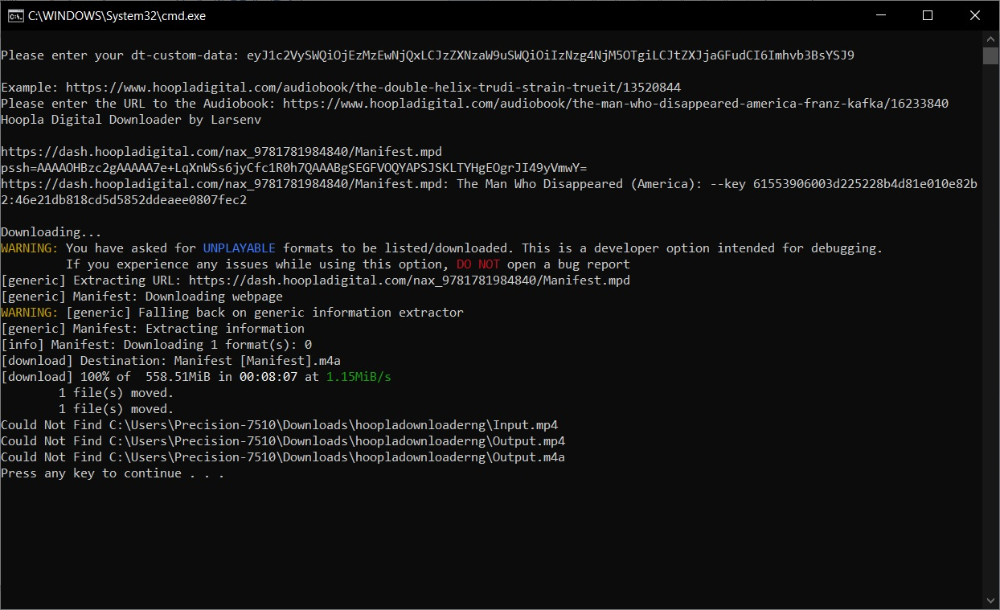 C:\WINDOWS\System32\cmd.exe
Please enter your dt-custom-data: eyJ1c2VySWQiOjEzMzEwNjQxLCJzZXNzaW9uSWQiOiIzNzg4NjM5OTgiLCJtZXJjaGFudCI6Imhvb3BsYSJ9
Example: https://www.hoopladigital.com/audiobook/the-double-helix-trudi-strain-trueit/13520844
Please enter the URL to the Audiobook: https://www.hoopladigital.com/audiobook/the-man-who-disappeared-america-franz-kafka/16233840
Hoopla Digital Downloader by Larsenv
https://dash.hoopladigital.com/nax_9781781984840/Manifest.mpd
pssh=AAAAOHBzc2gAAAAA7e+LqXnWSs6jyCfc1R0h7QAAABgSEGFVOQYAPSJSKLTYHgEOgrJI49yVmwY=
https://dash.hoopladigital.com/nax_9781781984840/Manifest.mpd: The Man Who Disappeared (America): --key 61553906003d225228b4d81e010e82b
2:46e21db818cd5d5852ddeaee0807fec2
Downloading...
WARNING: You have asked for UNPLAYABLE formats to be listed/downloaded. This is a developer option intended for debugging.
If you experience any issues while using this option, DO NOT open a bug report
[generic] Extracting URL: https://dash.hoopladigital.com/nax_9781781984840/Manifest.mpd
[generic] Manifest: Downloading webpage
WARNING: [generic] Falling back on generic information extractor
[generic] Manifest: Extracting information
[info] Manifest: Downloading 1 format(s): 0
[download] Destination: Manifest [Manifest].m4a
[download] 100% of  558.51MiB in 00:08:07 at 1.15MiB/s
1 file(s) moved.
1 file(s) moved.
Could Not Find C:\Users\Precision-7510\Downloads\hoopladownloaderng\Input.mp4
Could Not Find C:\Users\Precision-7510\Downloads\hoopladownloaderng\Output.mp4
Could Not Find C:\Users\Precision-7510\Downloads\hoopladownloaderng\Output.m4a
Press any key to continue . . .